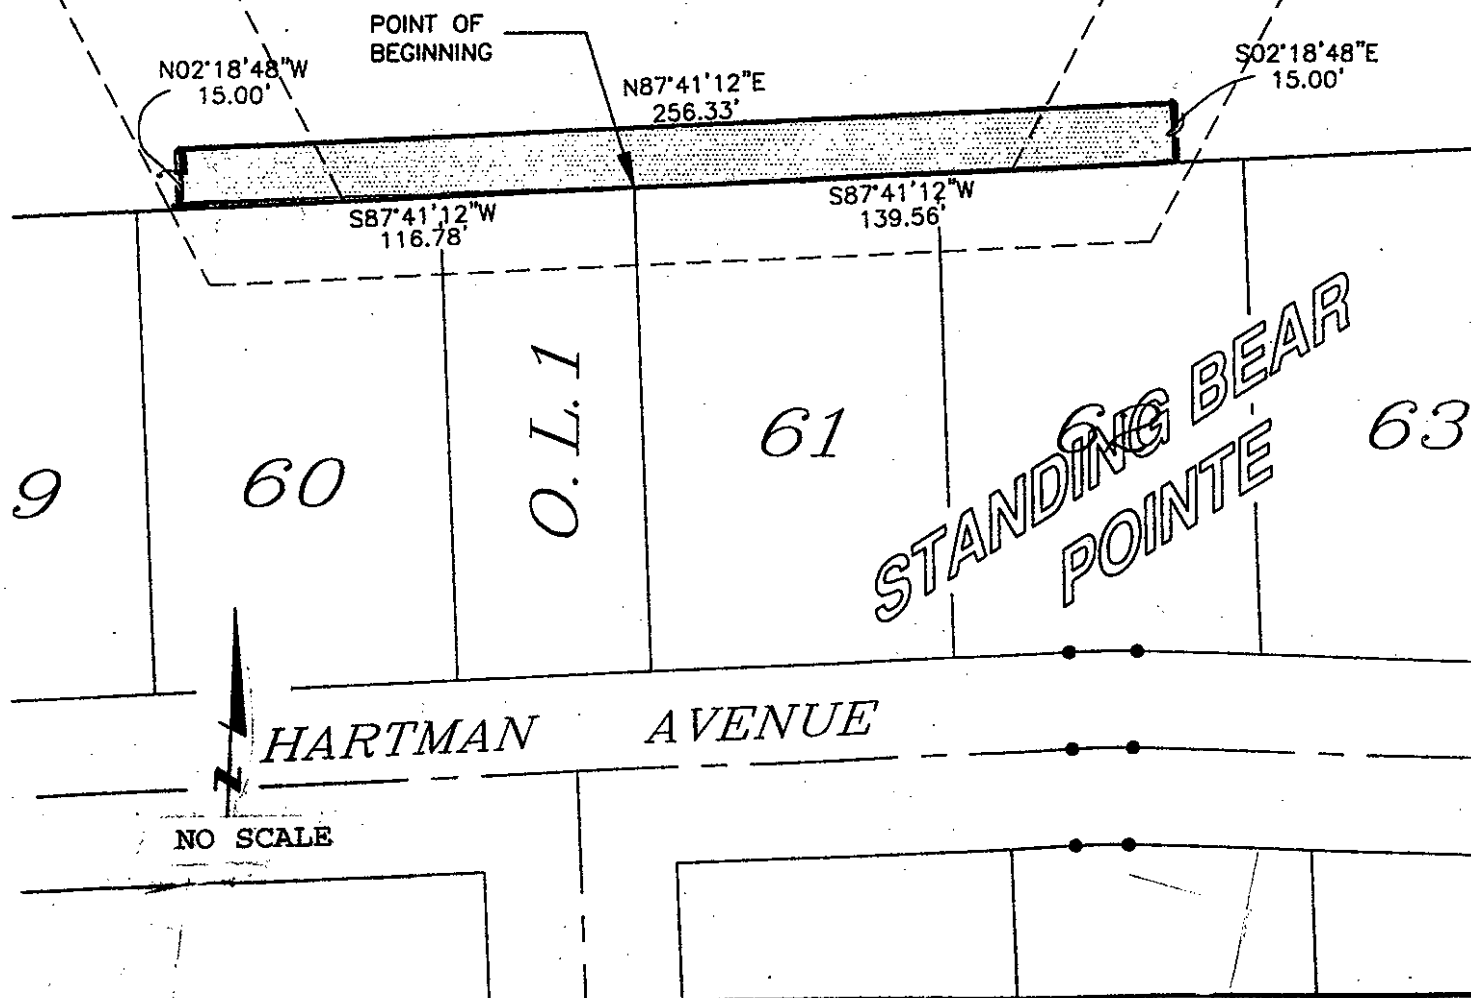 POINT OF
BEGINNING
N02°18'48"W
15.00'
N87°41'12"E
256.33'
S02°18'48"E
15.00'
S87°41'12"W
116.78'
S87°41'12"W
139.56'
9
60
O. L. 1
61
63
STANDING BEAR
POINTE
HARTMAN AVENUE
Z
NO SCALE